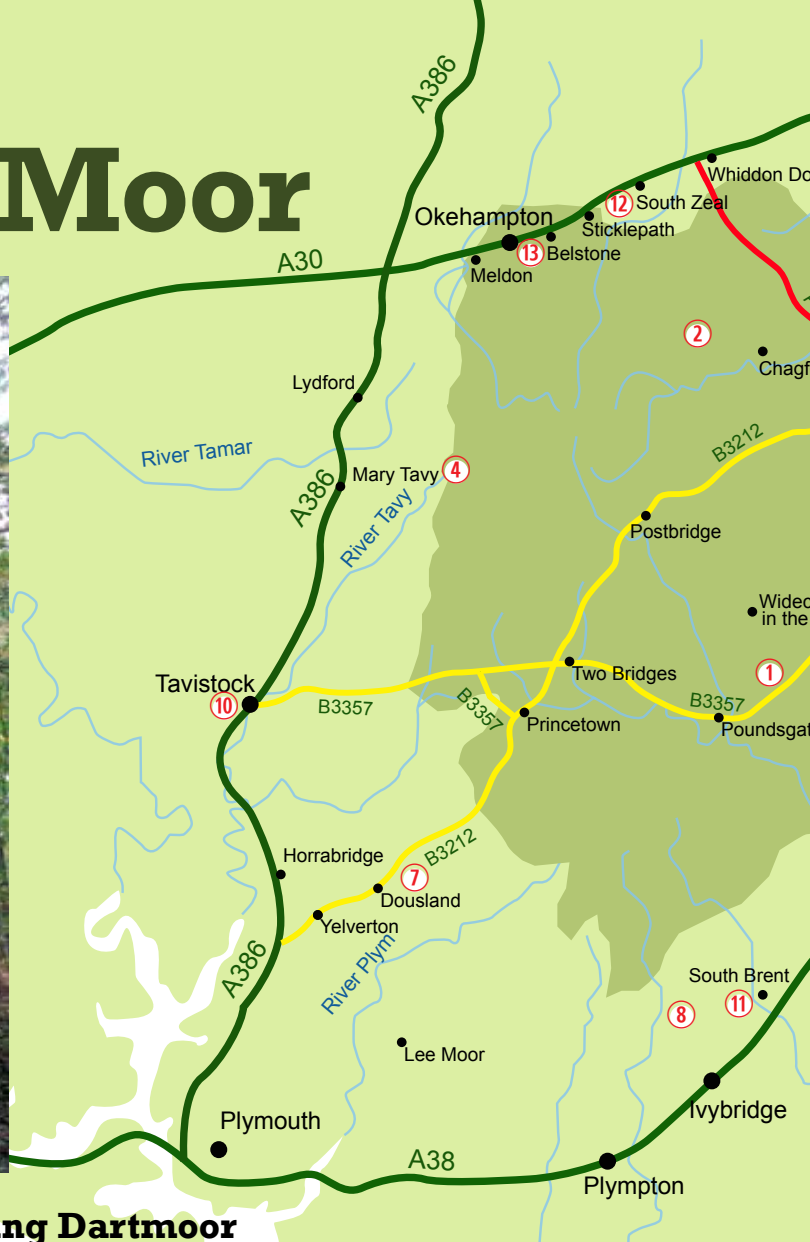 A386
Moor
Whiddon Do
12
South Zeal
Okehampton
Sticklepath
13
Belstone
A30
Meldon
2
Chagf
Lydford
B3212
River Tamar
Mary Tavy
4
A386
River Tavy
Postbridge
Widec
in the
1
Two Bridges
Tavistock
10
B3357
B3357
B3357
Princetown
Poundsgat
Horrabridge
B3212
7
Dousland
Yelverton
A386
River Plym
South Brent
11
8
Lee Moor
Ivybridge
Plymouth
A38
Plympton
ng Dartmoor